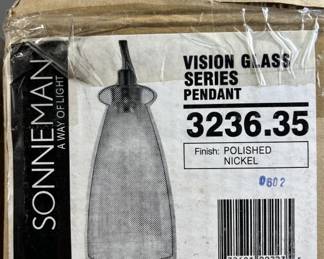 SONNEMAN
A WAY OF LIGHT
VISION GLASS
SERIES
PENDANT
3236.35
Finish: POLISHED
NICKEL
0602